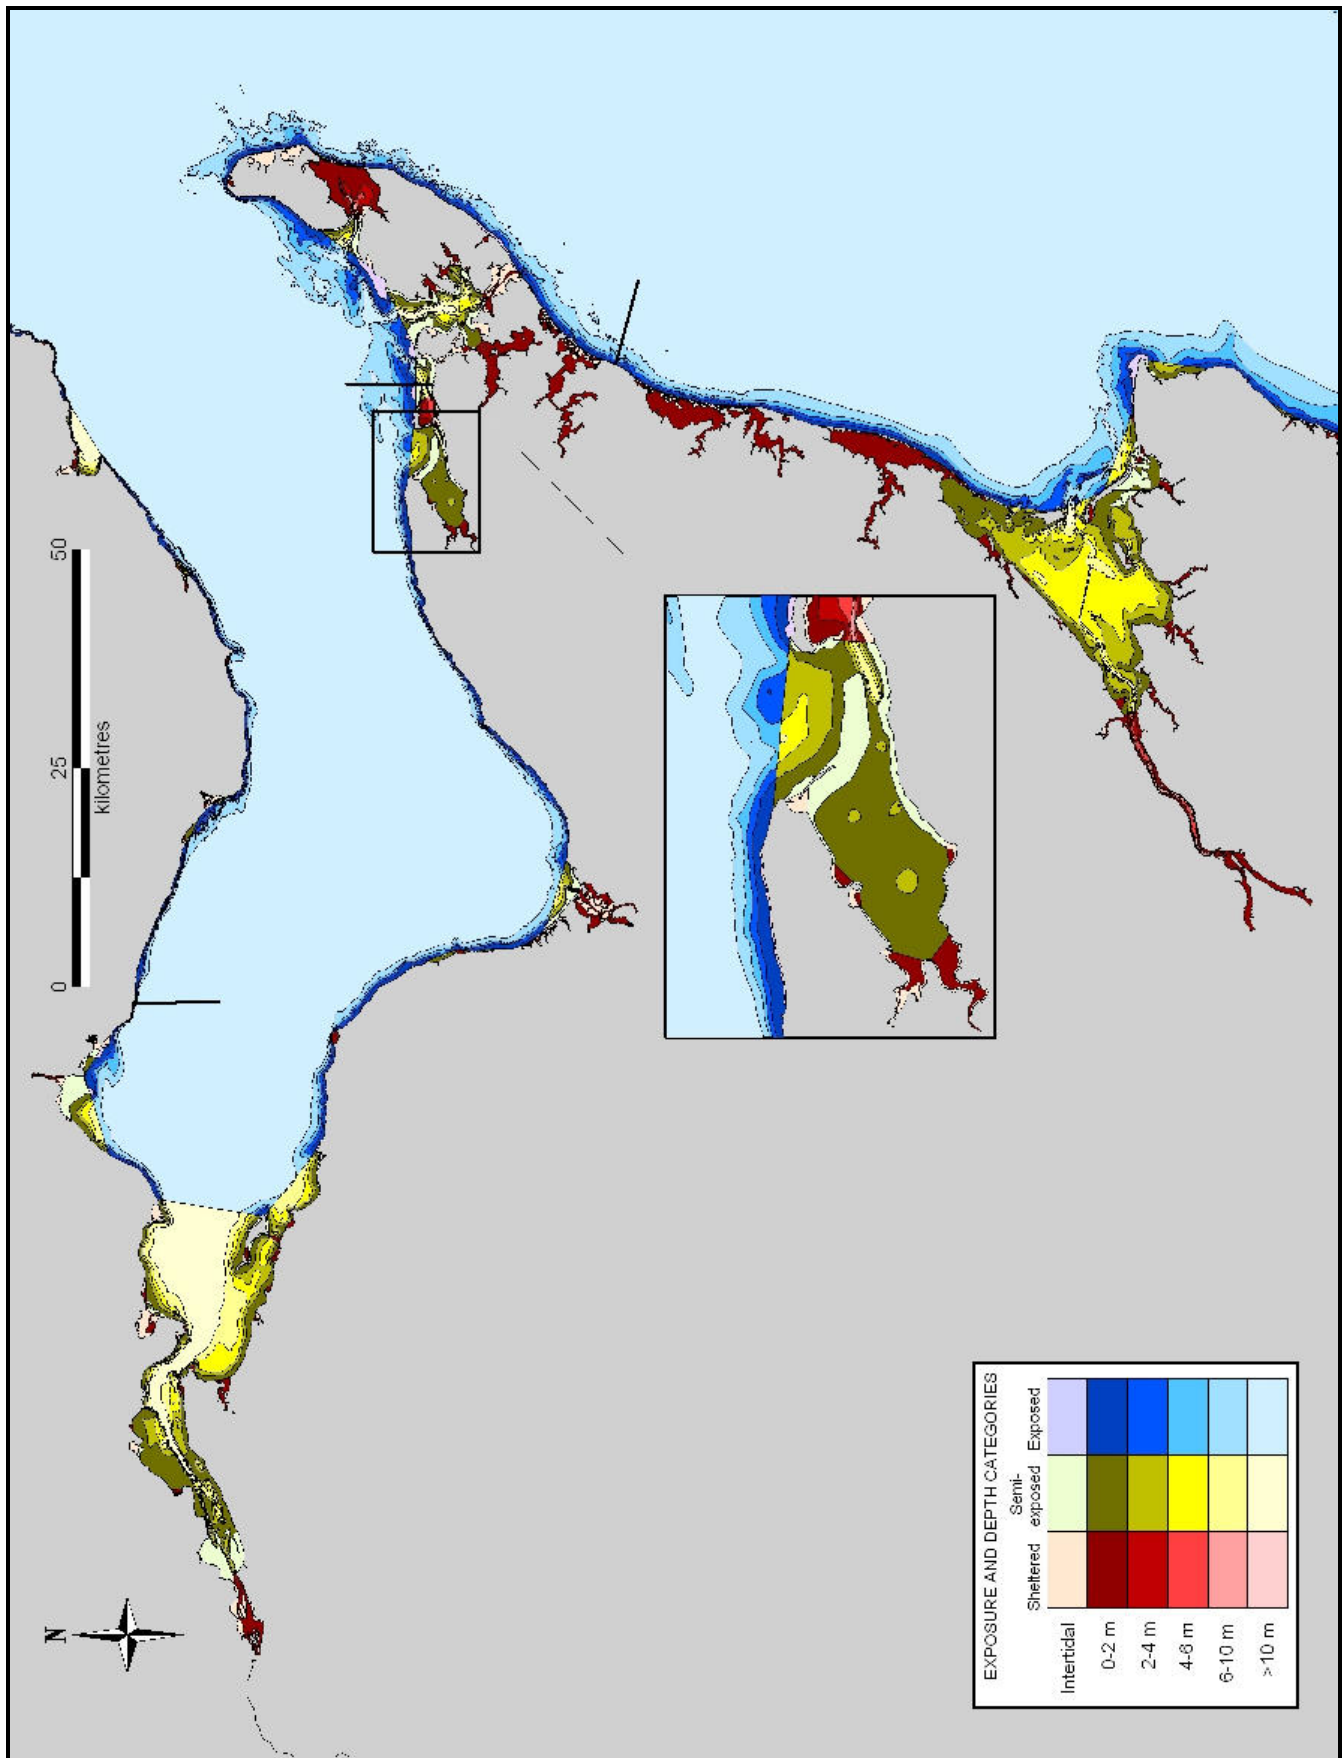 N
0 25 50
kilometres
EXPOSURE AND DEPTH CATEGORIES
Sheltered Semi-exposed Exposed
Intertidal
0-2 m
2-4 m
4-6 m
6-10 m
>10 m